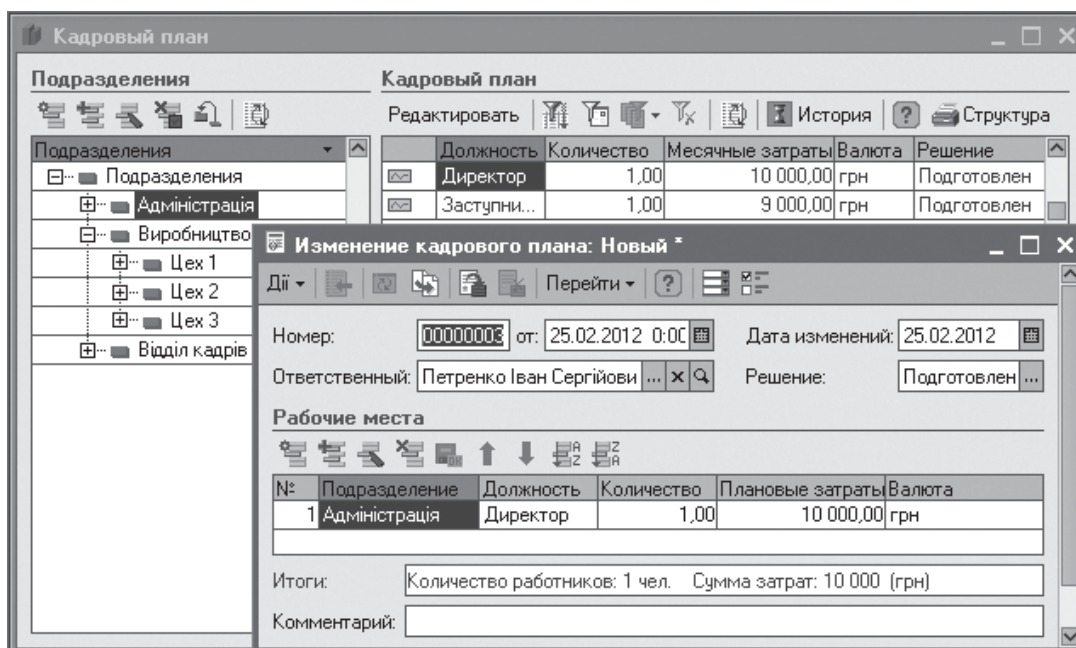 Кадровый план
Подразделения Кадровый план
Редактировать История ? Структура
Подразделения Должность Количество Месячные затраты Валюта Решение
Подразделения Директор 1,00 10 000,00 грн Подготовлен
Адміністрація Заступни... 1,00 9 000,00 грн Подготовлен
Виробництво
Цех 1
Цех 2
Цех 3
Відділ кадрів
Изменение кадрового плана: Новый *
Дії Перейти ?
Номер: 00000003 от: 25.02.2012 0:00 Дата изменений: 25.02.2012
Ответственный: Петренко Іван Сергійови ... Решение: Подготовлен ...
Рабочие места
№ Подразделение Должность Количество Плановые затраты Валюта
1 Адміністрація Директор 1,00 10 000,00 грн
Итоги: Количество работников: 1 чел. Сумма затрат: 10 000 (грн)
Комментарий: